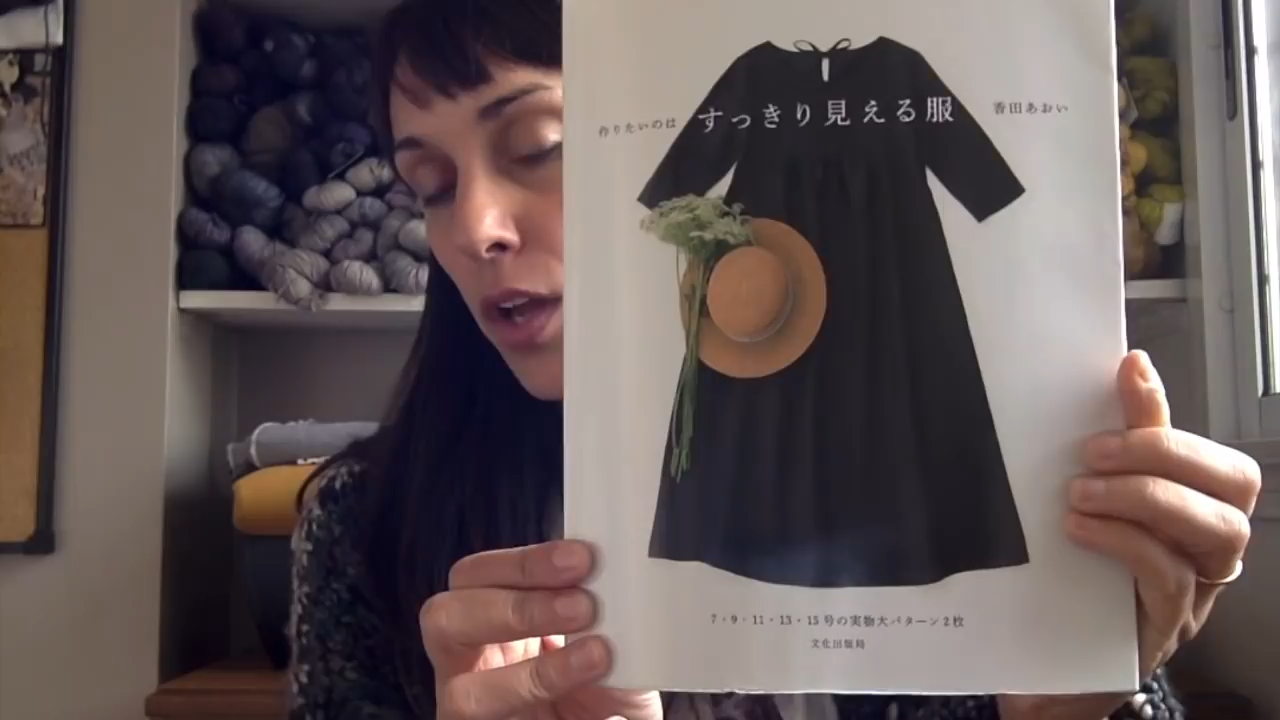 作りたいのは
すっきり見える服
香田あおい
7・9・11・13・15号の実物大パターン2枚
文化出版局